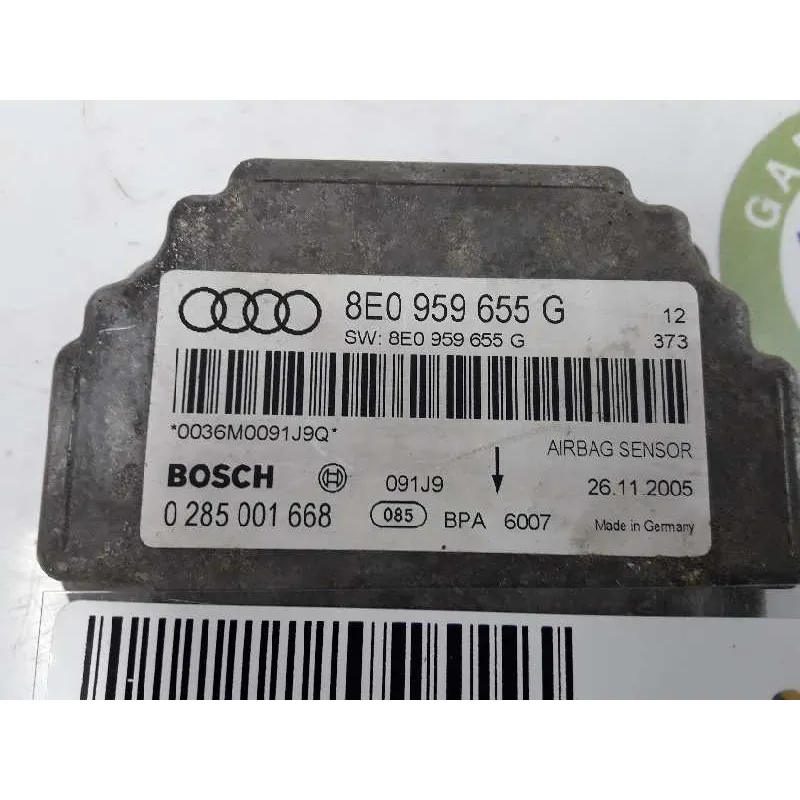 8E0 959 655 G 12
SW: 8E0 959 655 G 373
*0036M0091J9Q*
AIRBAG SENSOR
BOSCH 091J9 26.11.2005
0 285 001 668 085 BPA 6007 Made in Germany